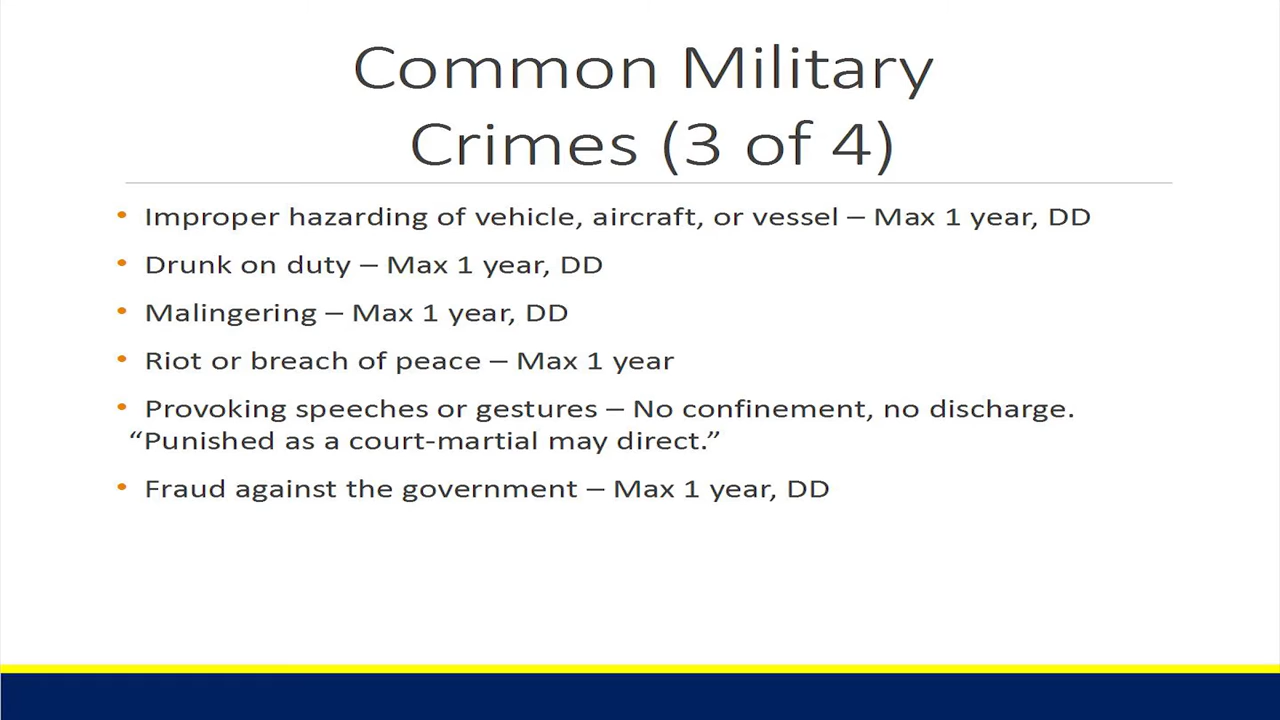 Common Military
Crimes (3 of 4)
• Improper hazarding of vehicle, aircraft, or vessel – Max 1 year, DD
• Drunk on duty – Max 1 year, DD
• Malingering – Max 1 year, DD
• Riot or breach of peace – Max 1 year
• Provoking speeches or gestures – No confinement, no discharge.
“Punished as a court-martial may direct.”
• Fraud against the government – Max 1 year, DD